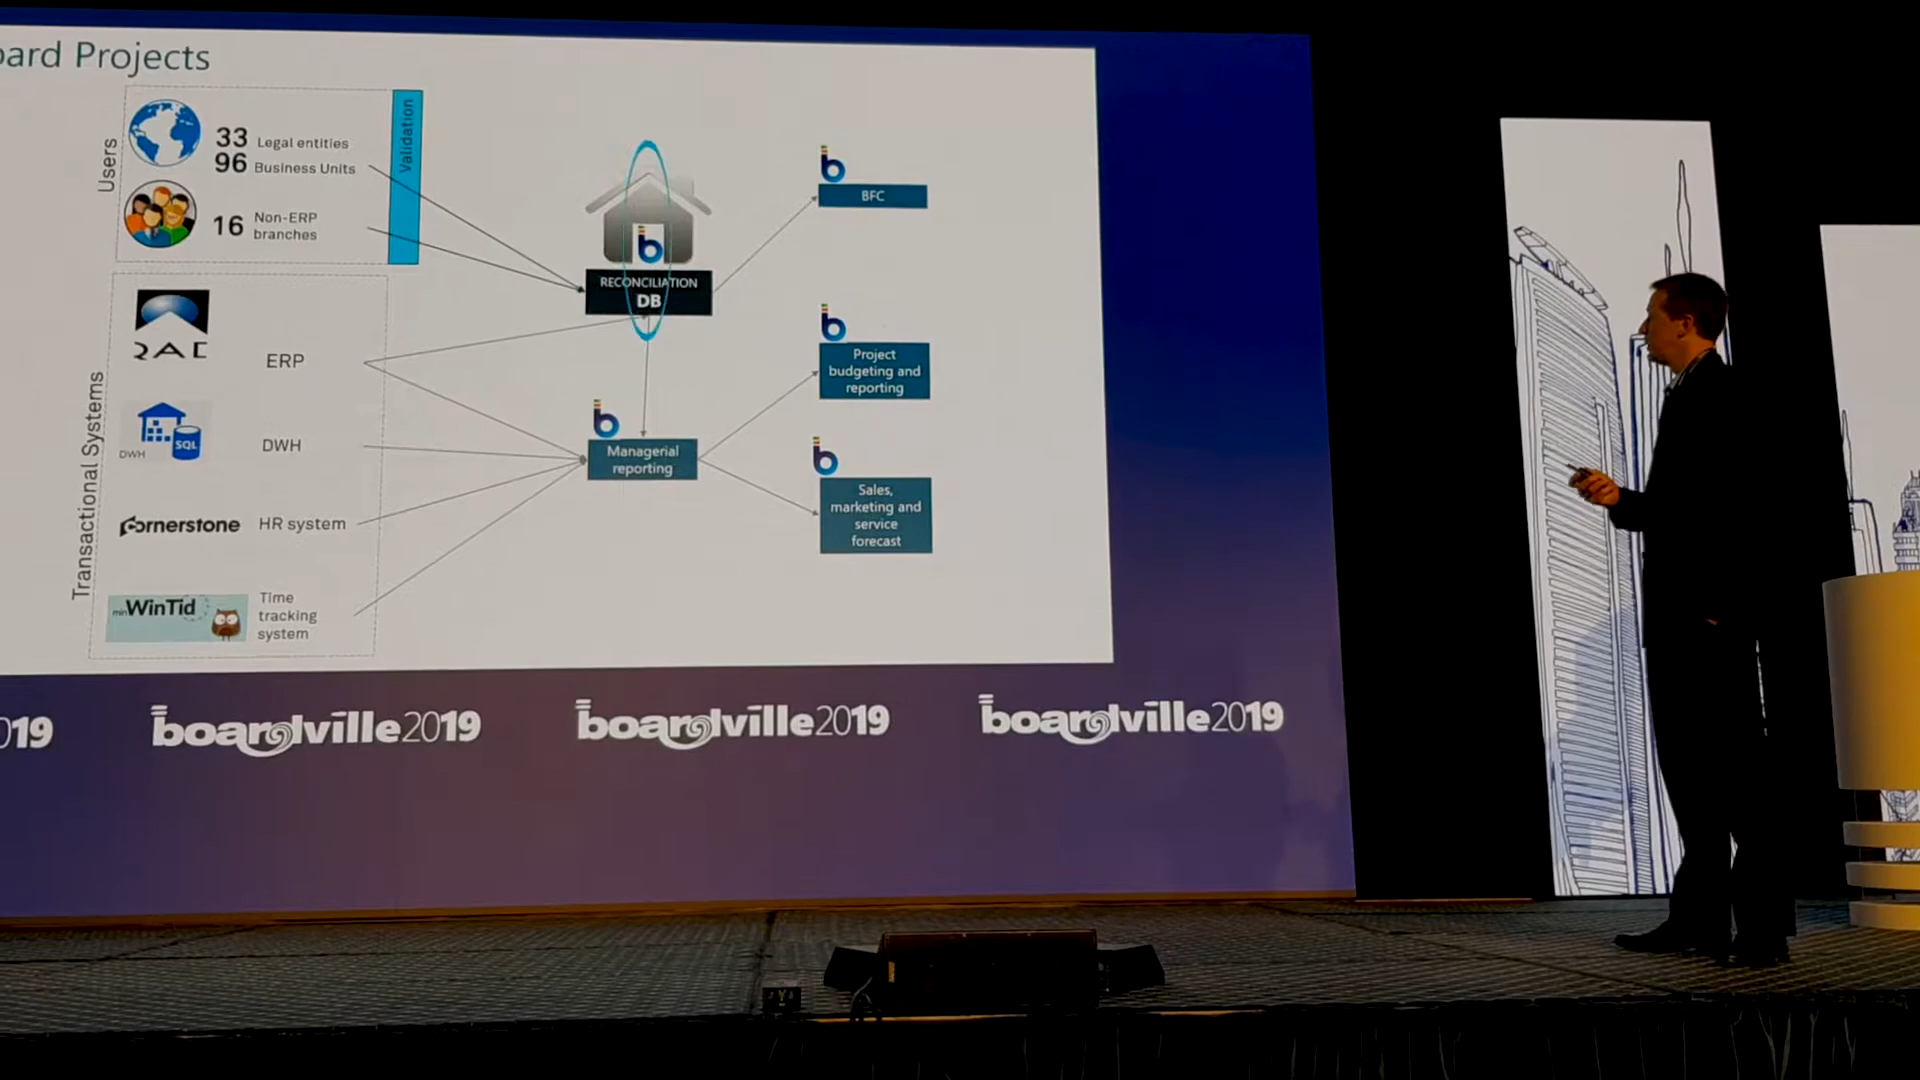 ard Projects
Users
33 Legal entities
96 Business Units
16 Non-ERP
branches
Validation
Transactional Systems
QAD
ERP
DWH
SQL
DWH
Cornerstone
HR system
minWinTid
Time
tracking
system
b
RECONCILIATION
DB
b
Managerial
reporting
b
BFC
b
Project
budgeting and
reporting
b
Sales,
marketing and
service
forecast
019
boardville2019
boardville2019
boardville2019